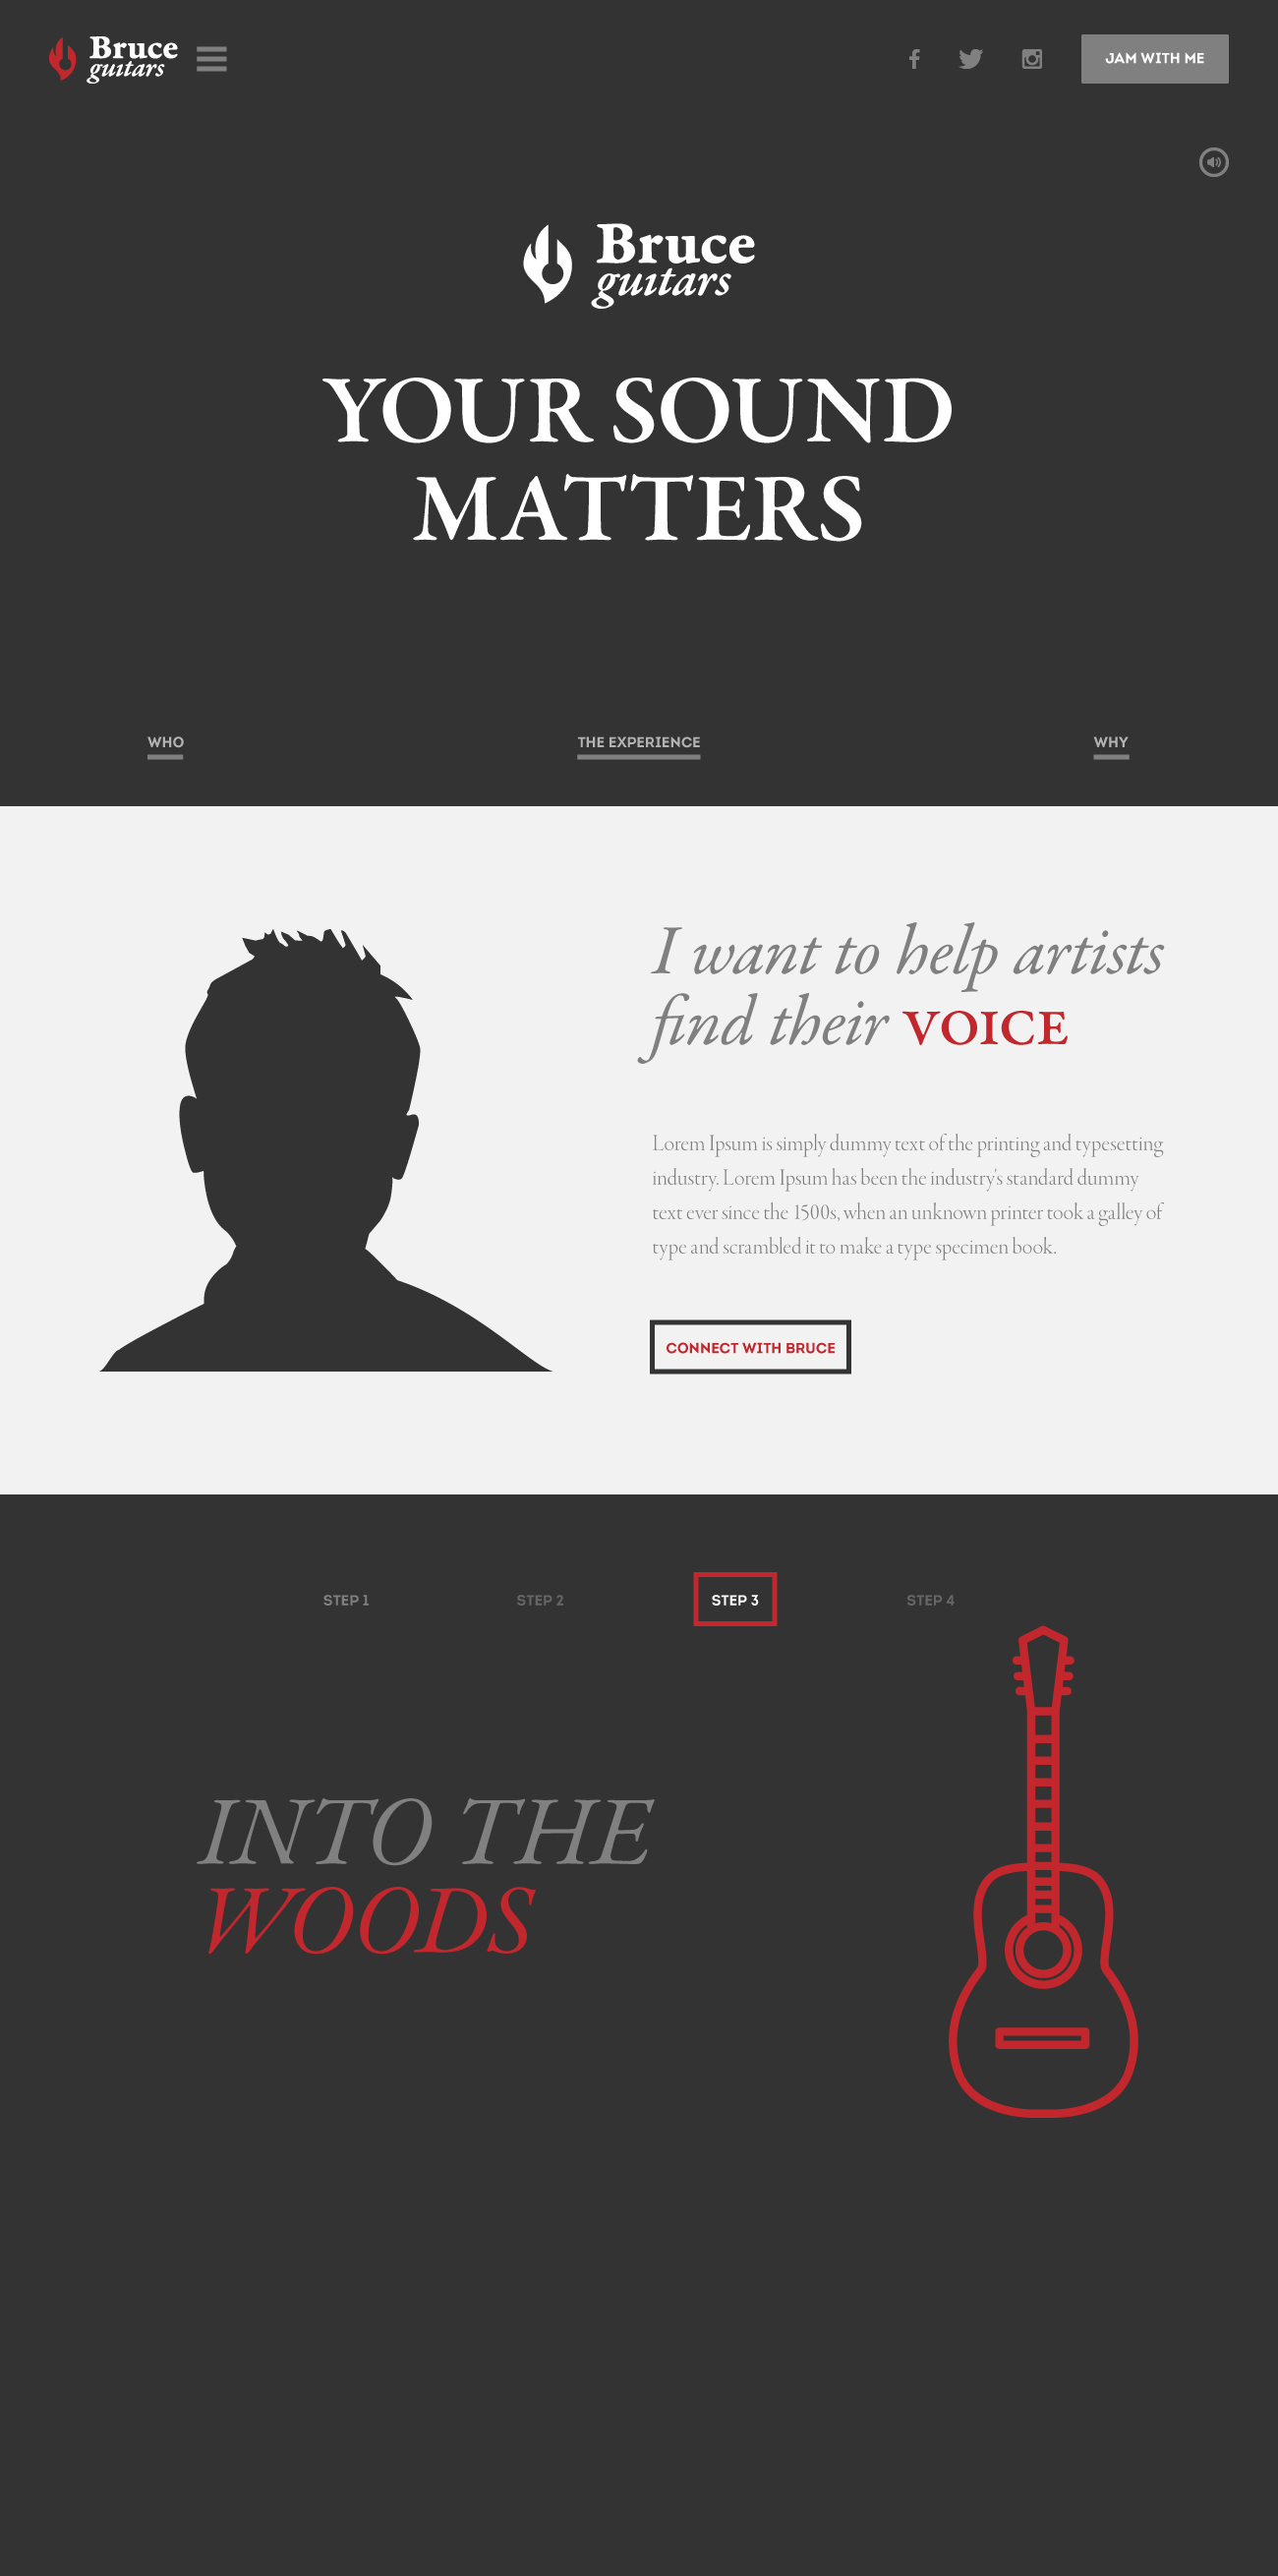 Bruce
guitars
JAM WITH ME
Bruce
guitars
YOUR SOUND
MATTERS
WHO
THE EXPERIENCE
WHY
I want to help artists
find their VOICE
Lorem Ipsum is simply dummy text of the printing and typesetting
industry. Lorem Ipsum has been the industry's standard dummy
text ever since the 1500s, when an unknown printer took a galley of
type and scrambled it to make a type specimen book.
CONNECT WITH BRUCE
STEP 1
STEP 2
STEP 3
STEP 4
INTO THE
WOODS